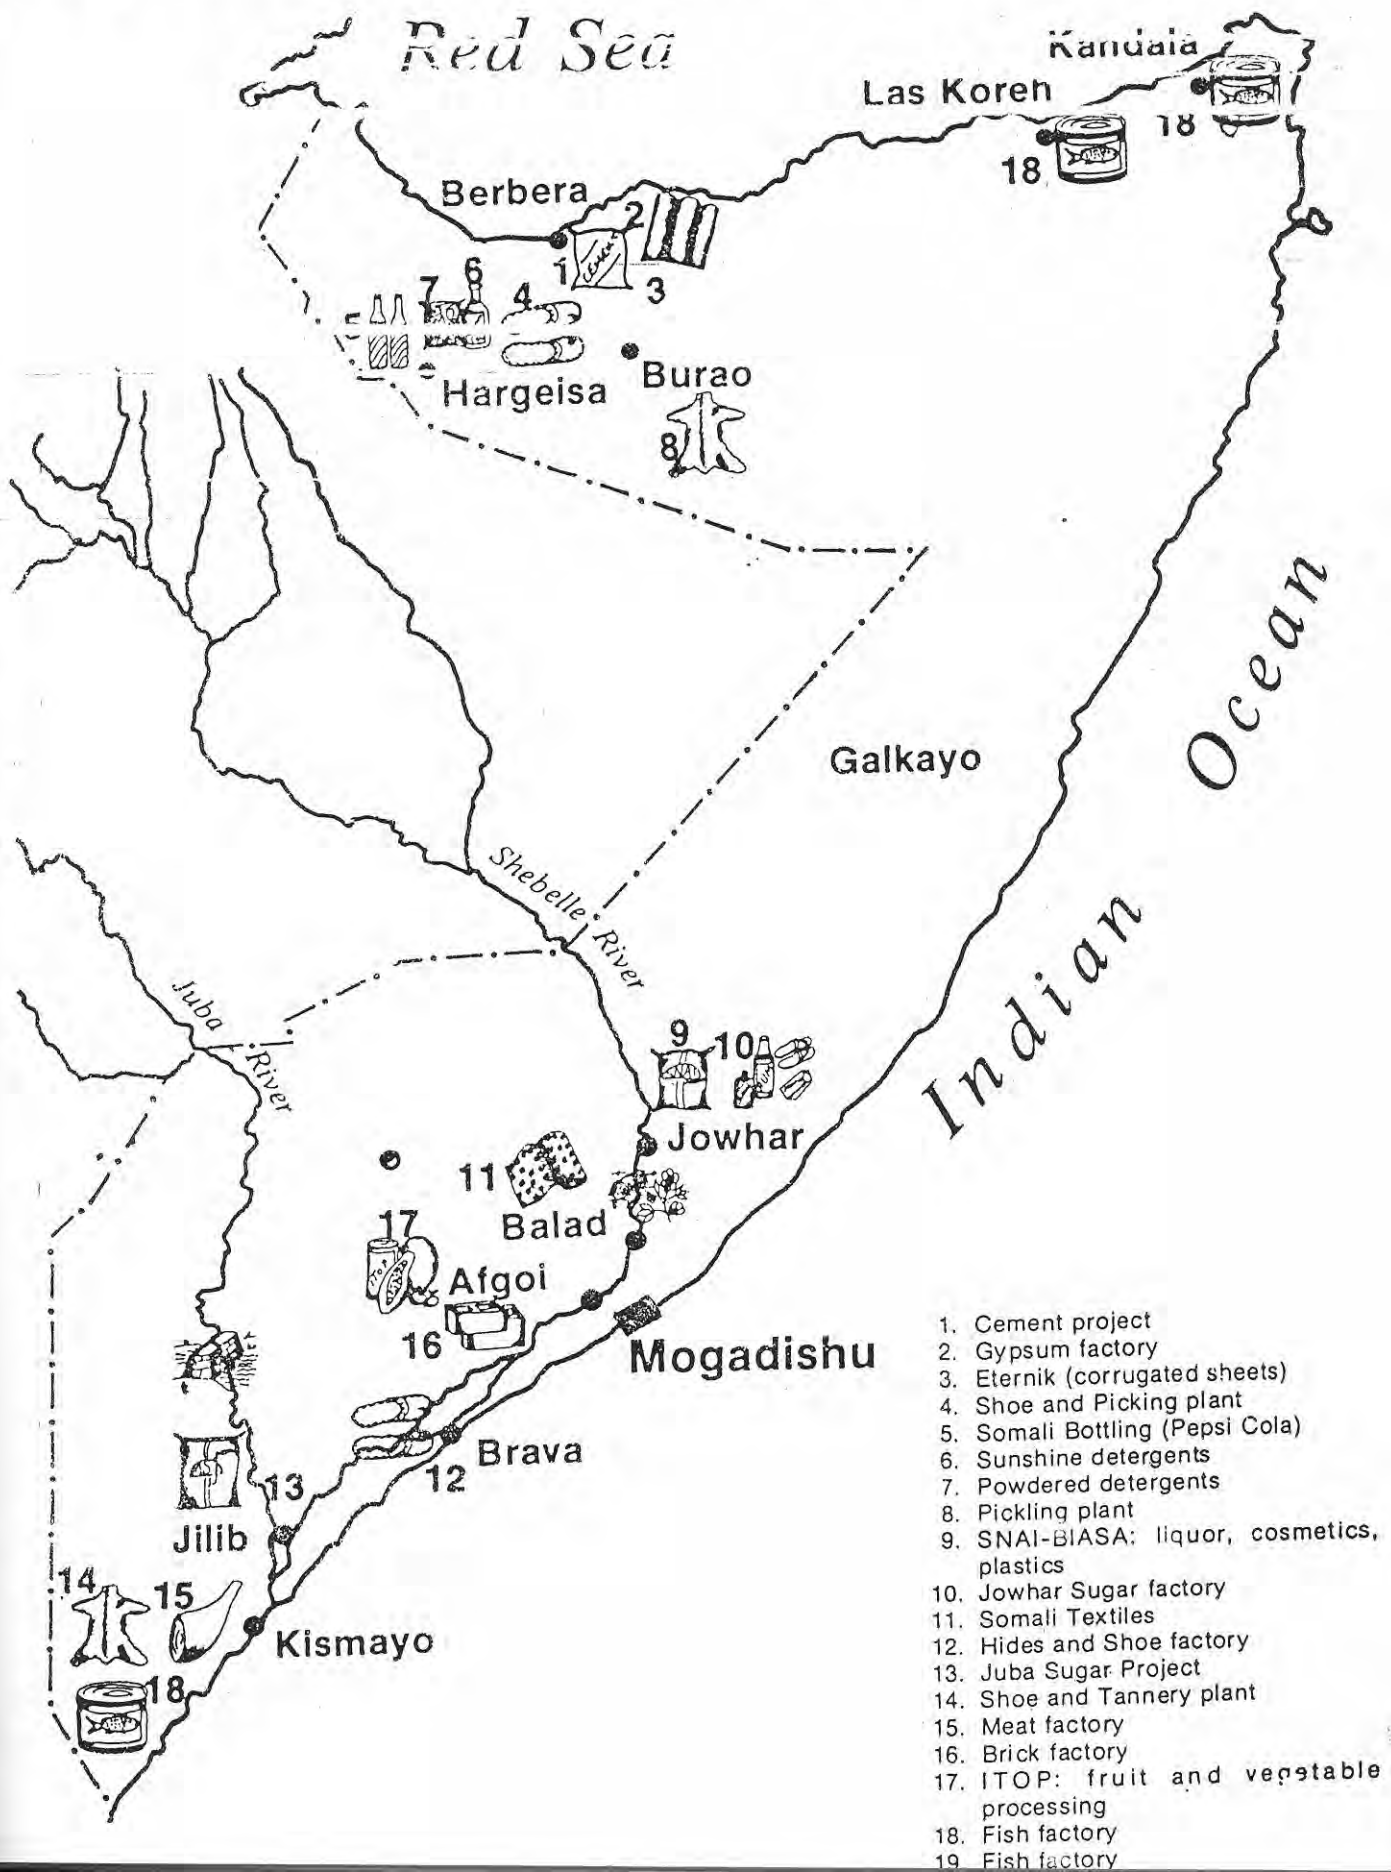 Red Sea
Kandala
Las Koreh
18
18
Berbera
2
CEMENT
1
3
6
7
4
5
Hargeisa
Burao
8
Indian Ocean
Galkayo
Shebelle River
Juba River
9
10
Jowhar
11
Balad
17
ITOP
Afgoi
16
Mogadishu
Brava
12
13
Jilib
14
15
Kismayo
18
1. Cement project
2. Gypsum factory
3. Eternik (corrugated sheets)
4. Shoe and Picking plant
5. Somali Bottling (Pepsi Cola)
6. Sunshine detergents
7. Powdered detergents
8. Pickling plant
9. SNAI-BIASA: liquor, cosmetics,
plastics
10. Jowhar Sugar factory
11. Somali Textiles
12. Hides and Shoe factory
13. Juba Sugar Project
14. Shoe and Tannery plant
15. Meat factory
16. Brick factory
17. ITOP: fruit and vegetable
processing
18. Fish factory
19 Fish factory